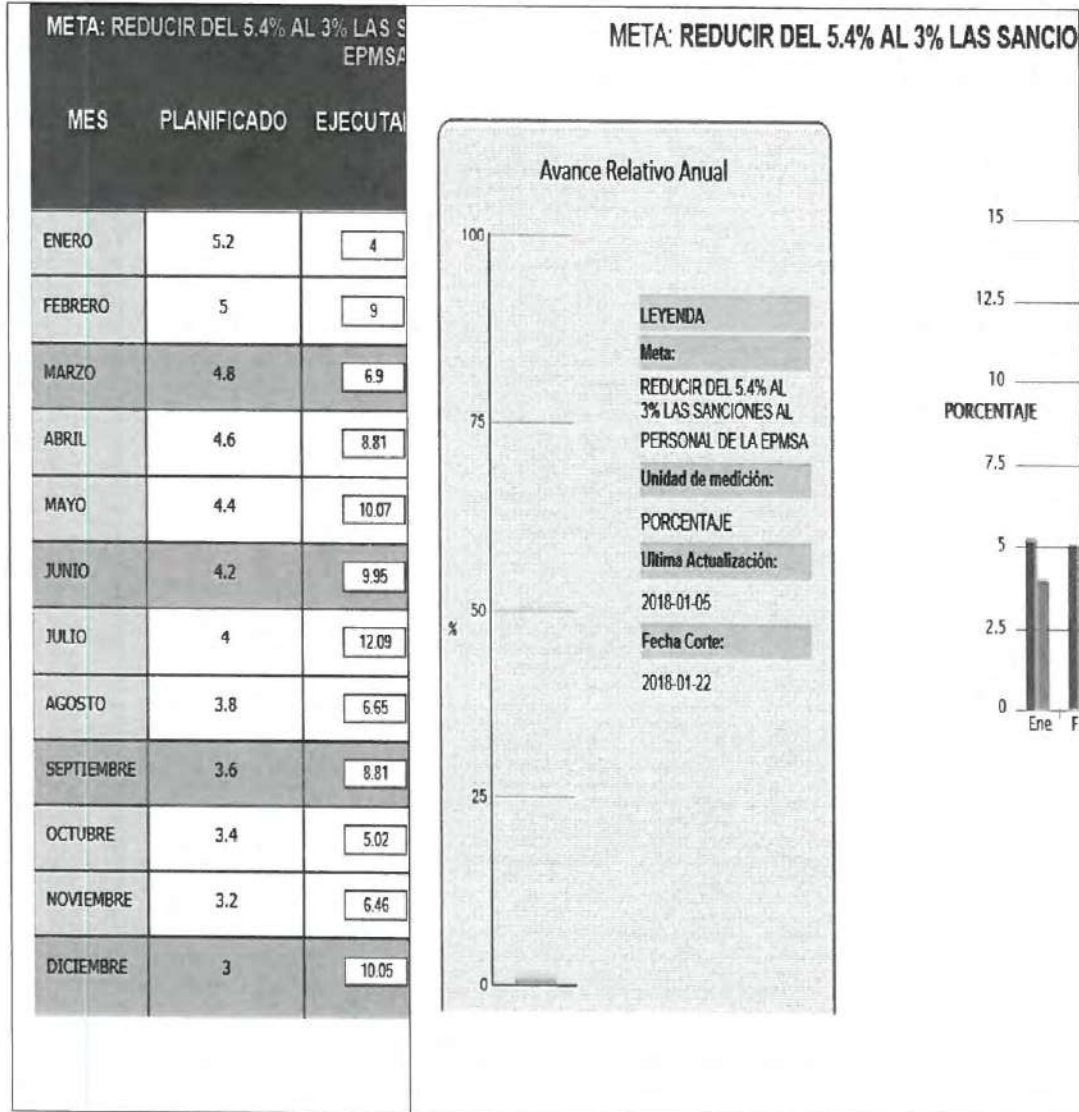 META: REDUCIR DEL 5.4% AL 3% LAS S
EPMSA
MES PLANIFICADO EJECUTA
ENERO 5.2 4
FEBRERO 5 9
MARZO 4.8 6.9
ABRIL 4.6 8.81
MAYO 4.4 10.07
JUNIO 4.2 9.95
JULIO 4 12.09
AGOSTO 3.8 6.65
SEPTIEMBRE 3.6 8.81
OCTUBRE 3.4 5.02
NOVIEMBRE 3.2 6.46
DICIEMBRE 3 10.05
META: REDUCIR DEL 5.4% AL 3% LAS SANCIO
Avance Relativo Anual
100
75
50
25
0
%
LEYENDA
Meta:
REDUCIR DEL 5.4% AL
3% LAS SANCIONES AL
PERSONAL DE LA EPMSA
Unidad de medición:
PORCENTAJE
Ultima Actualización:
2018-01-05
Fecha Corte:
2018-01-22
PORCENTAJE
15
12.5
10
7.5
5
2.5
0
Ene F